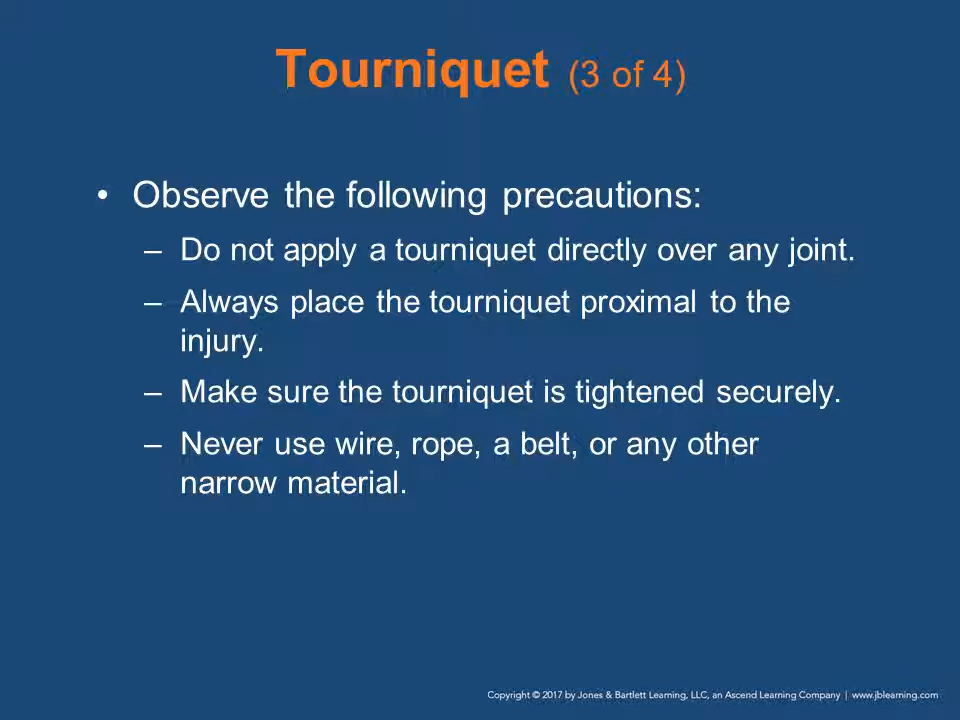 Tourniquet (3 of 4)
• Observe the following precautions:
– Do not apply a tourniquet directly over any joint.
– Always place the tourniquet proximal to the
injury.
– Make sure the tourniquet is tightened securely.
– Never use wire, rope, a belt, or any other
narrow material.
Copyright © 2017 by Jones & Bartlett Learning, LLC, an Ascend Learning Company | www.jblearning.com